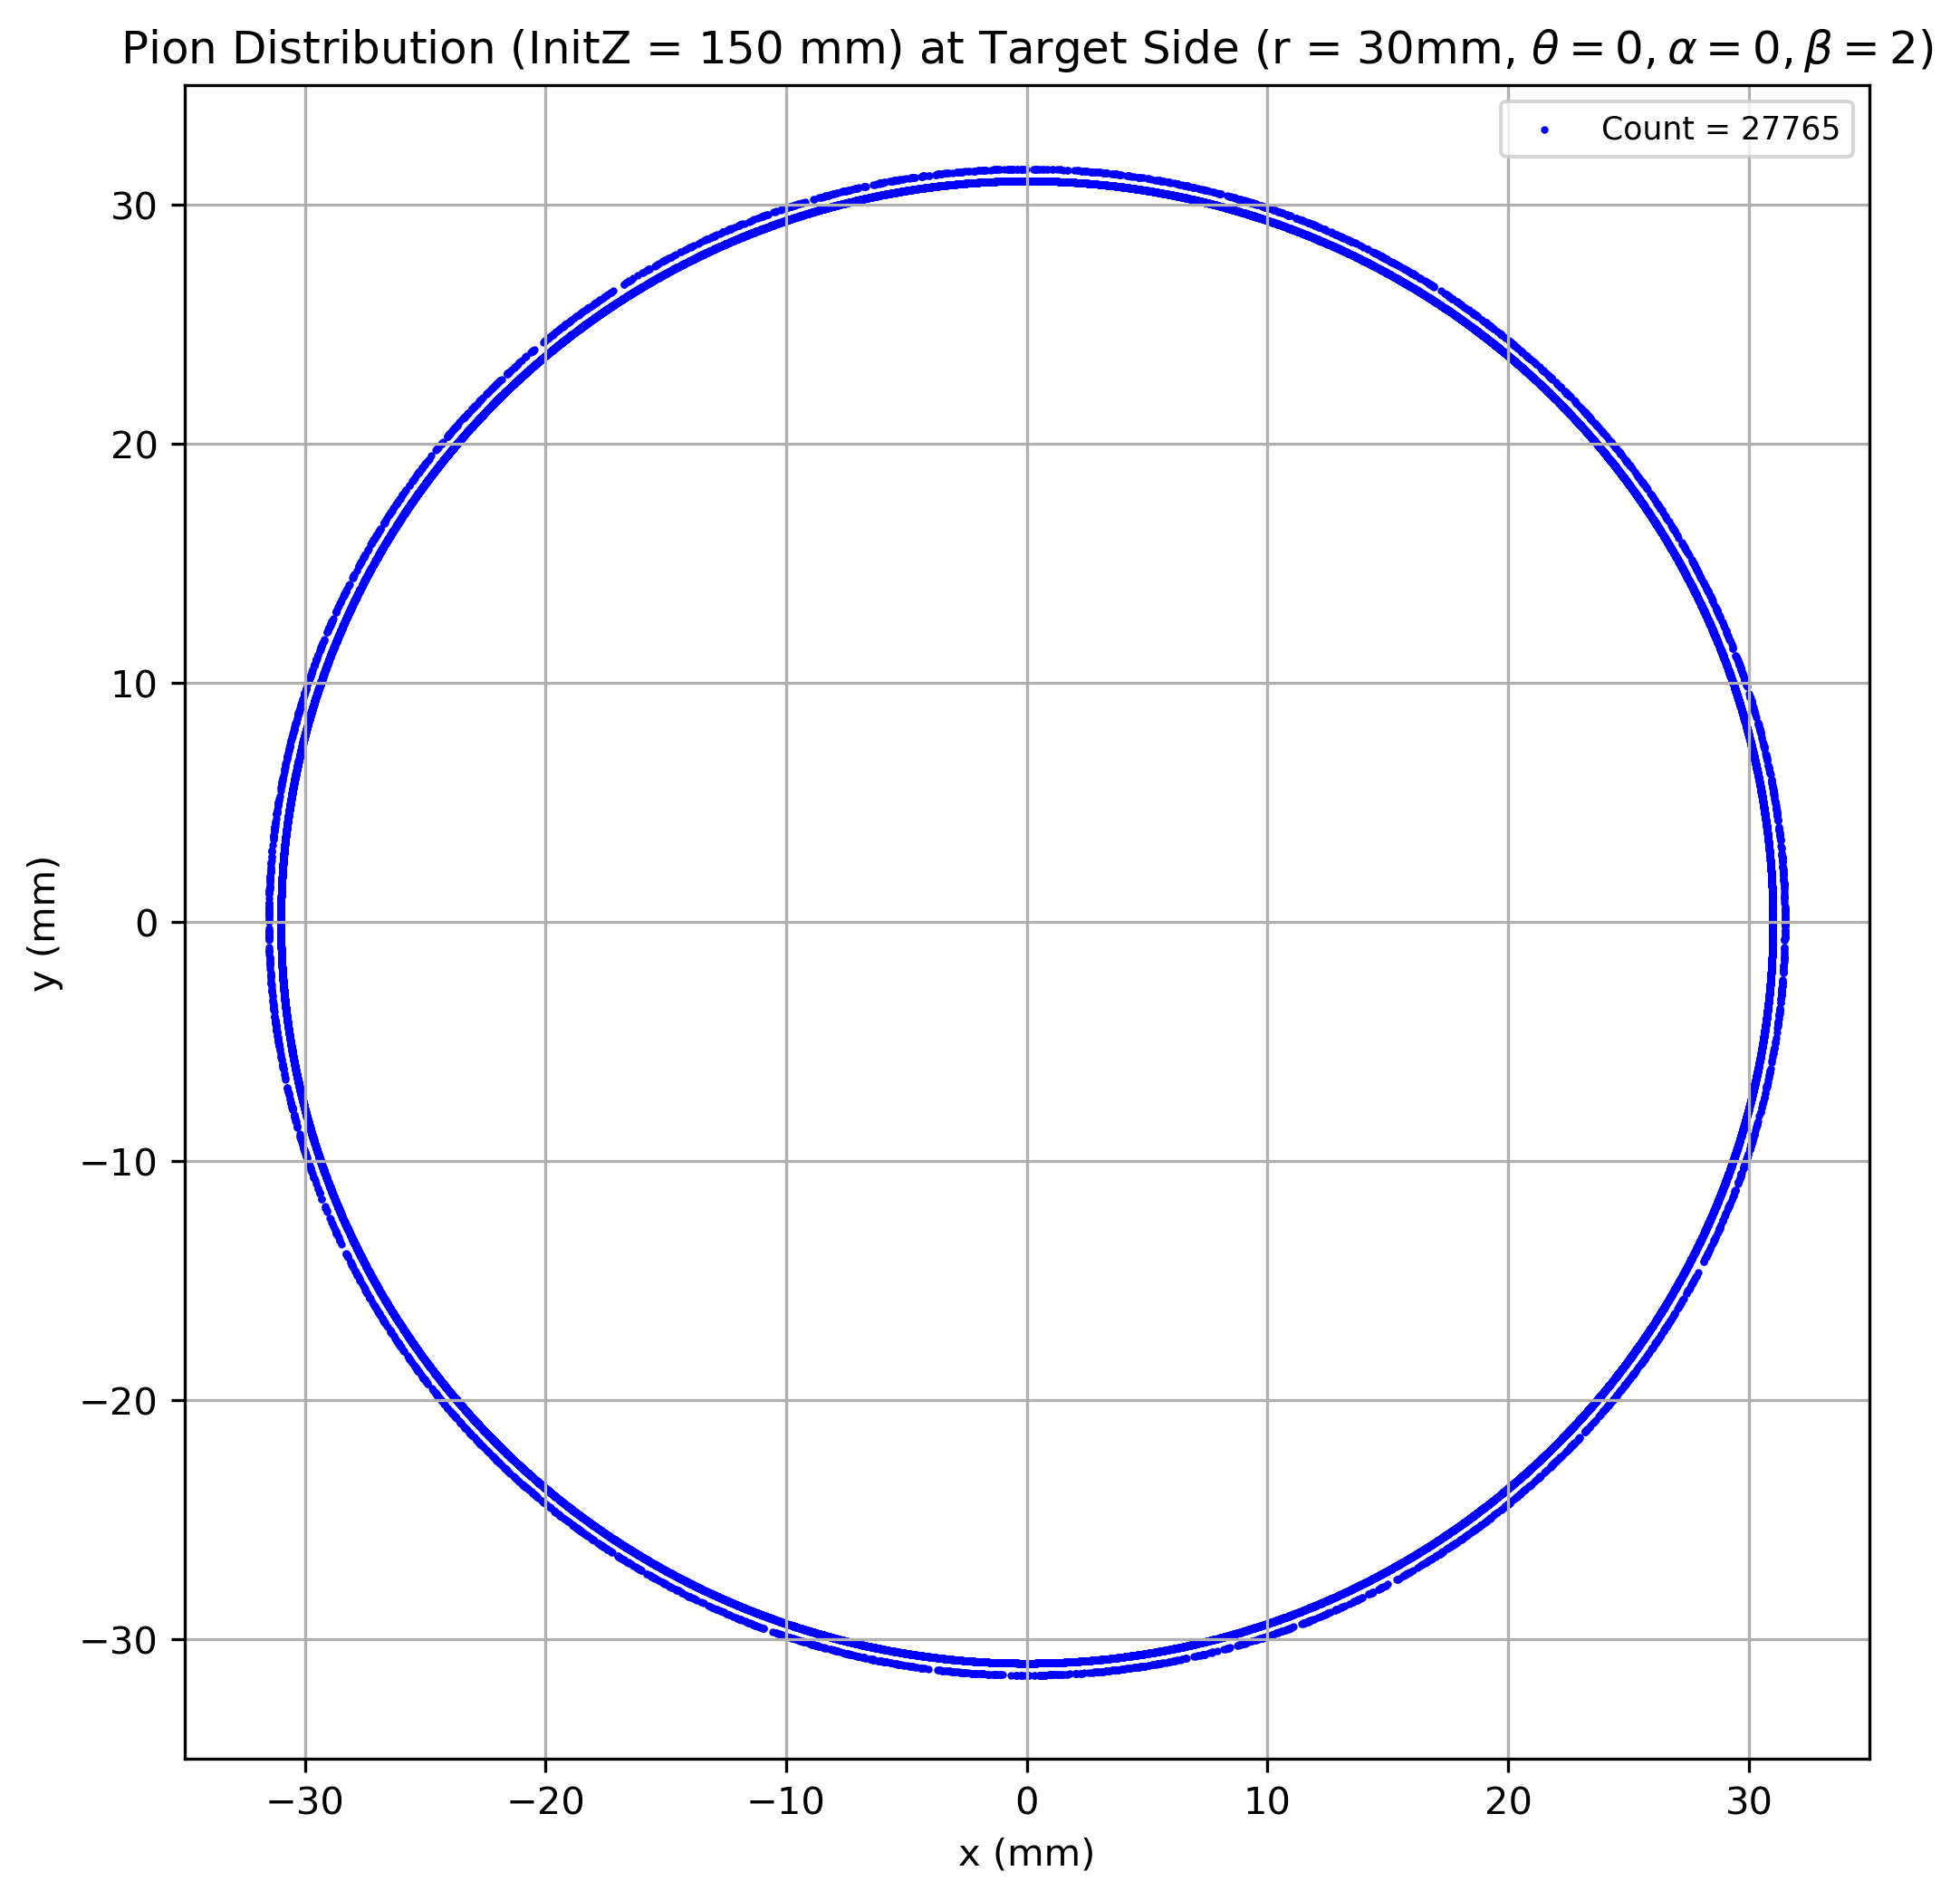 Pion Distribution (InitZ = 150 mm) at Target Side (r = 30mm, θ = 0, α = 0, β = 2)
Count = 27765
30
20
10
0
−10
−20
−30
y (mm)
−30 −20 −10 0 10 20 30
x (mm)